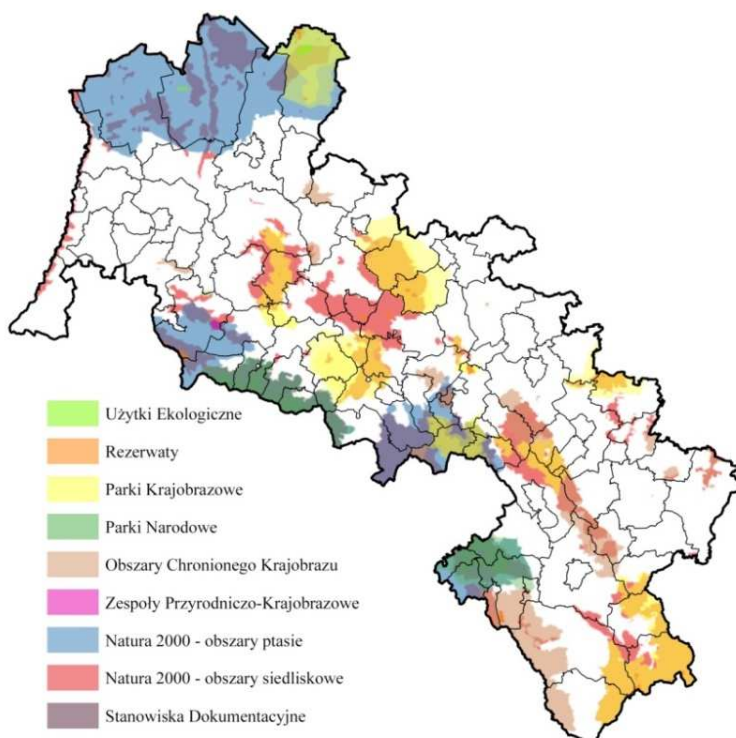 Użytki Ekologiczne
Rezerwaty
Parki Krajobrazowe
Parki Narodowe
Obszary Chronionego Krajobrazu
Zespoły Przyrodniczo-Krajobrazowe
Natura 2000 - obszary ptasie
Natura 2000 - obszary siedliskowe
Stanowiska Dokumentacyjne